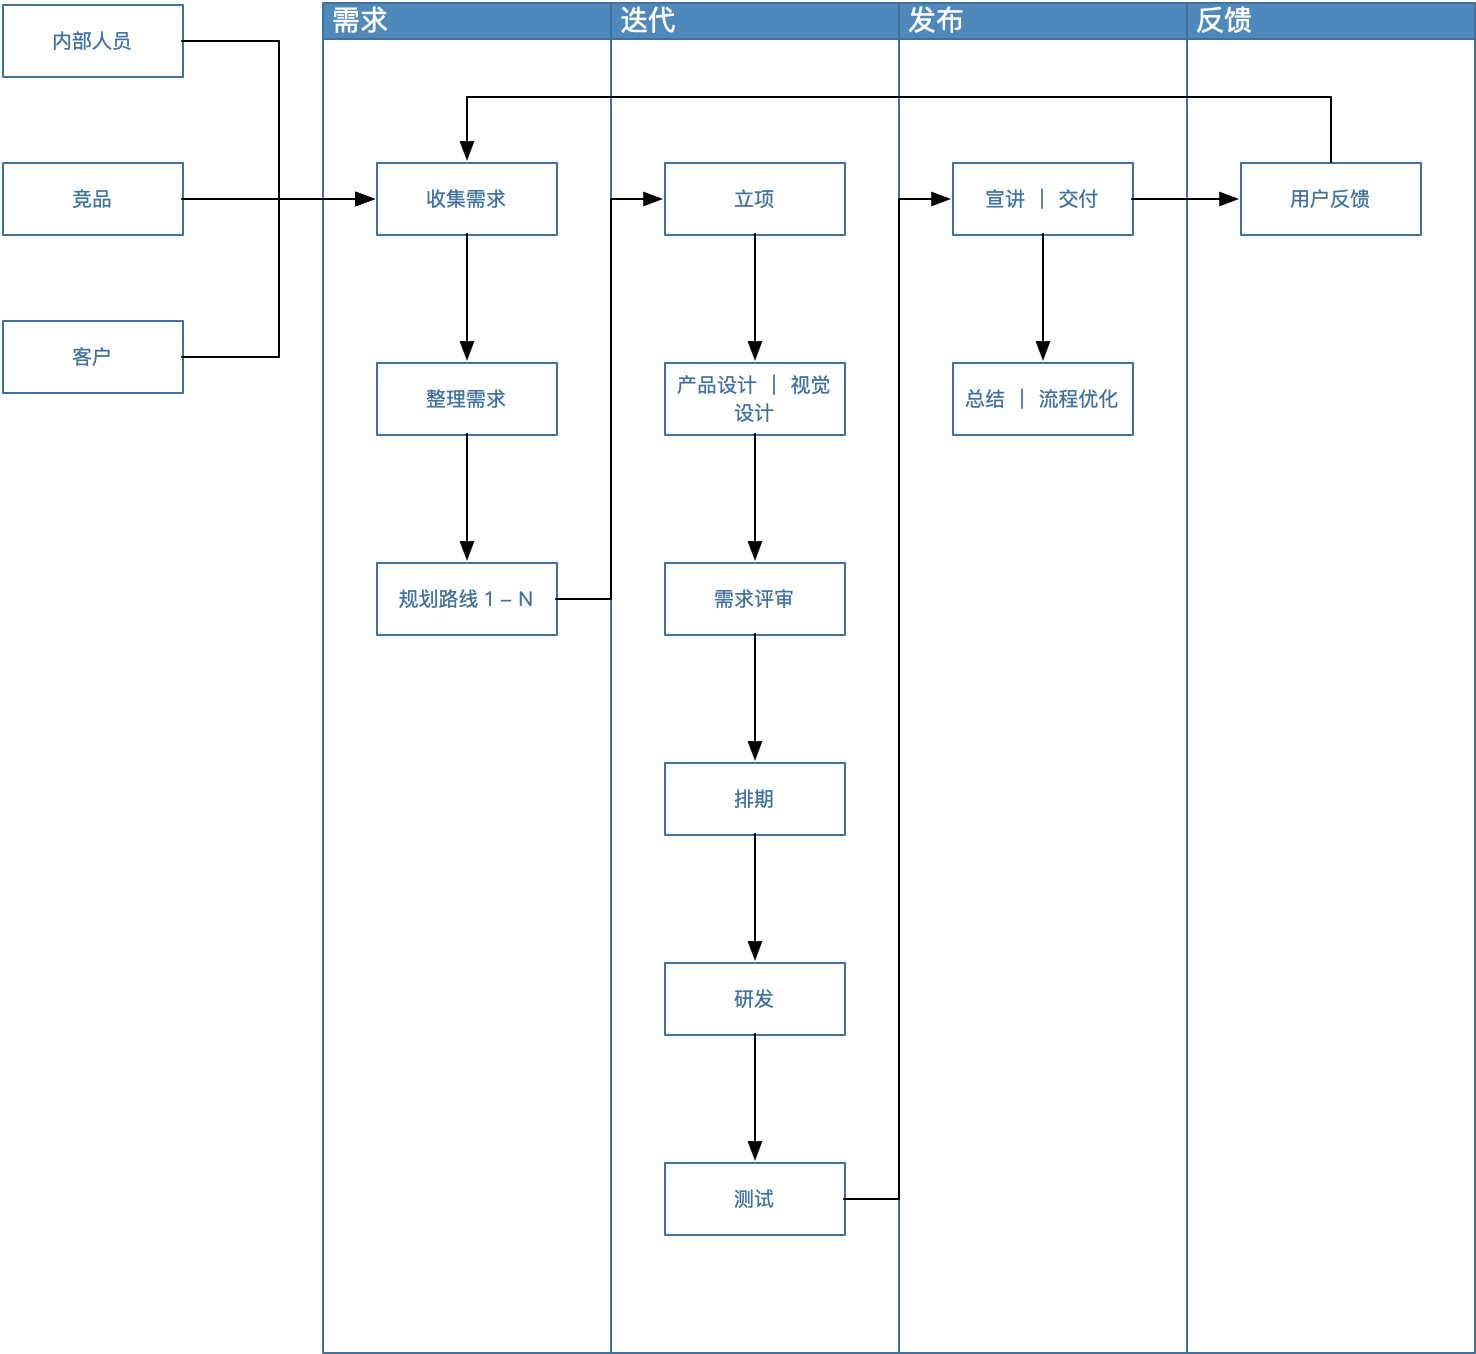 内部人员
竞品
客户
需求
迭代
发布
反馈
收集需求
整理需求
规划路线 1 – N
立项
产品设计 ｜ 视觉
设计
需求评审
排期
研发
测试
宣讲 ｜ 交付
总结 ｜ 流程优化
用户反馈